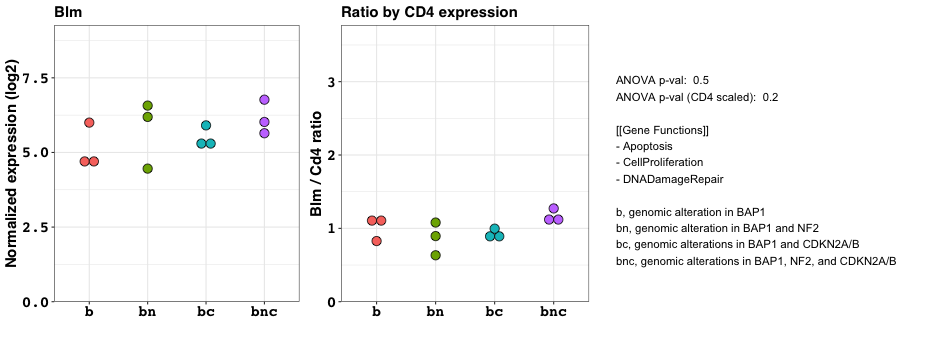 Blm
Normalized expression (log2)
7.5
5.0
2.5
0.0
b bn bc bnc
Ratio by CD4 expression
Blm / Cd4 ratio
3
2
1
0
b bn bc bnc
ANOVA p-val: 0.5
ANOVA p-val (CD4 scaled): 0.2
[[Gene Functions]]
- Apoptosis
- CellProliferation
- DNADamageRepair
b, genomic alteration in BAP1
bn, genomic alteration in BAP1 and NF2
bc, genomic alterations in BAP1 and CDKN2A/B
bnc, genomic alterations in BAP1, NF2, and CDKN2A/B